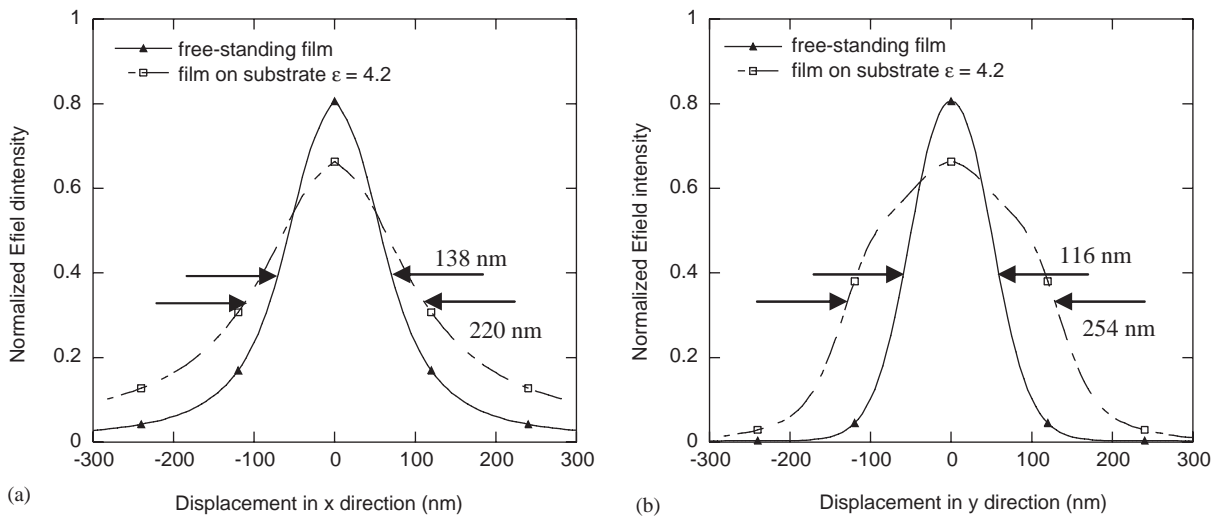 1
free-standing film
film on substrate ε = 4.2
0.8
0.6
0.4
0.2
0
138 nm
220 nm
Normalized Efiel dintensity
-300 -200 -100 0 100 200 300
(a)
Displacement in x direction (nm)
1
free-standing film
film on substrate ε = 4.2
0.8
0.6
0.4
0.2
0
116 nm
254 nm
Normalized Efield intensity
-300 -200 -100 0 100 200 300
(b)
Displacement in y direction (nm)